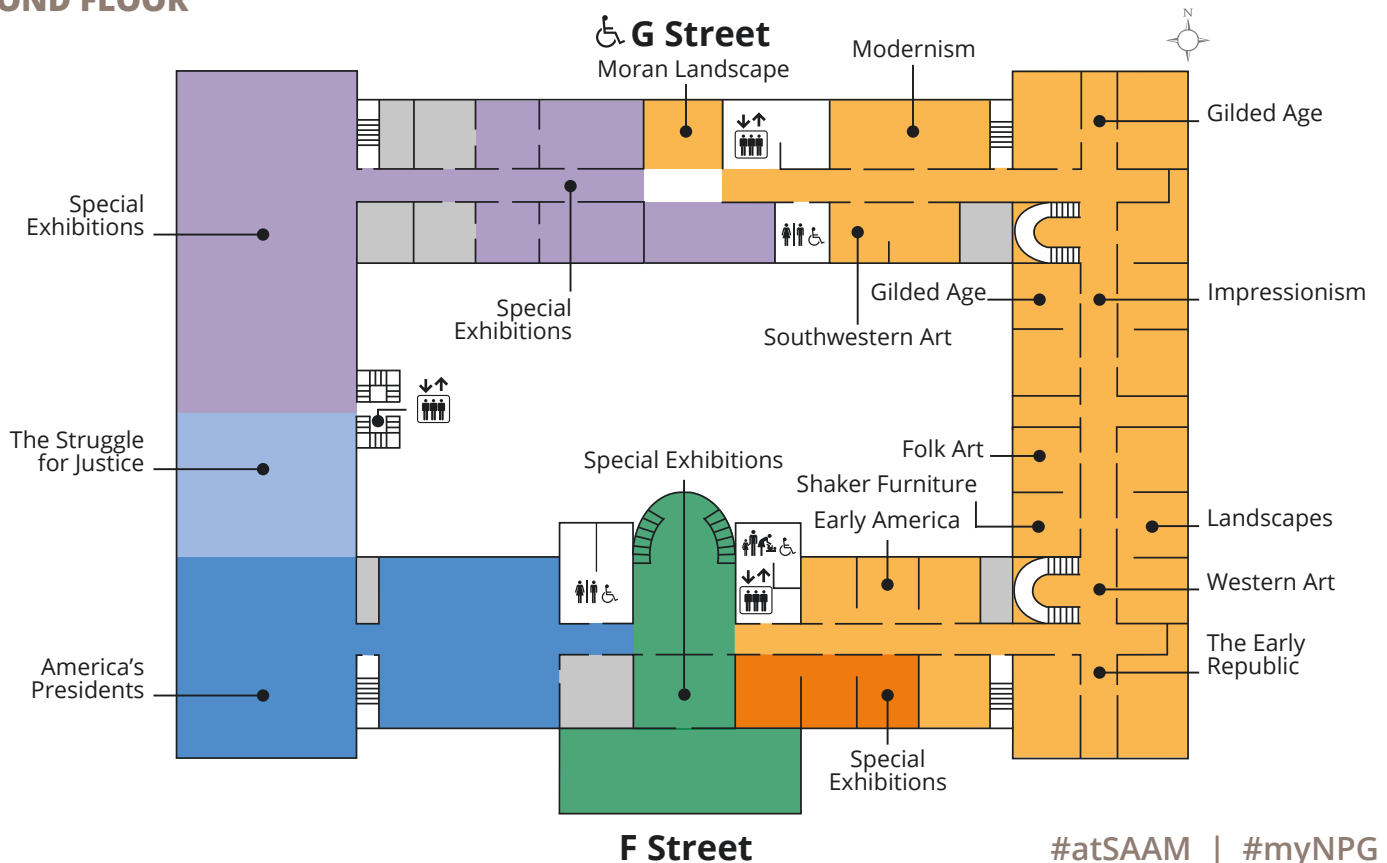 G Street
N
Moran Landscape
Modernism
Gilded Age
Special
Exhibitions
Special
Exhibitions
Gilded Age
Impressionism
Southwestern Art
The Struggle
for Justice
Special Exhibitions
Folk Art
Shaker Furniture
Early America
Landscapes
Western Art
America's
Presidents
The Early
Republic
Special
Exhibitions
F Street
#atSAAM | #myNPG